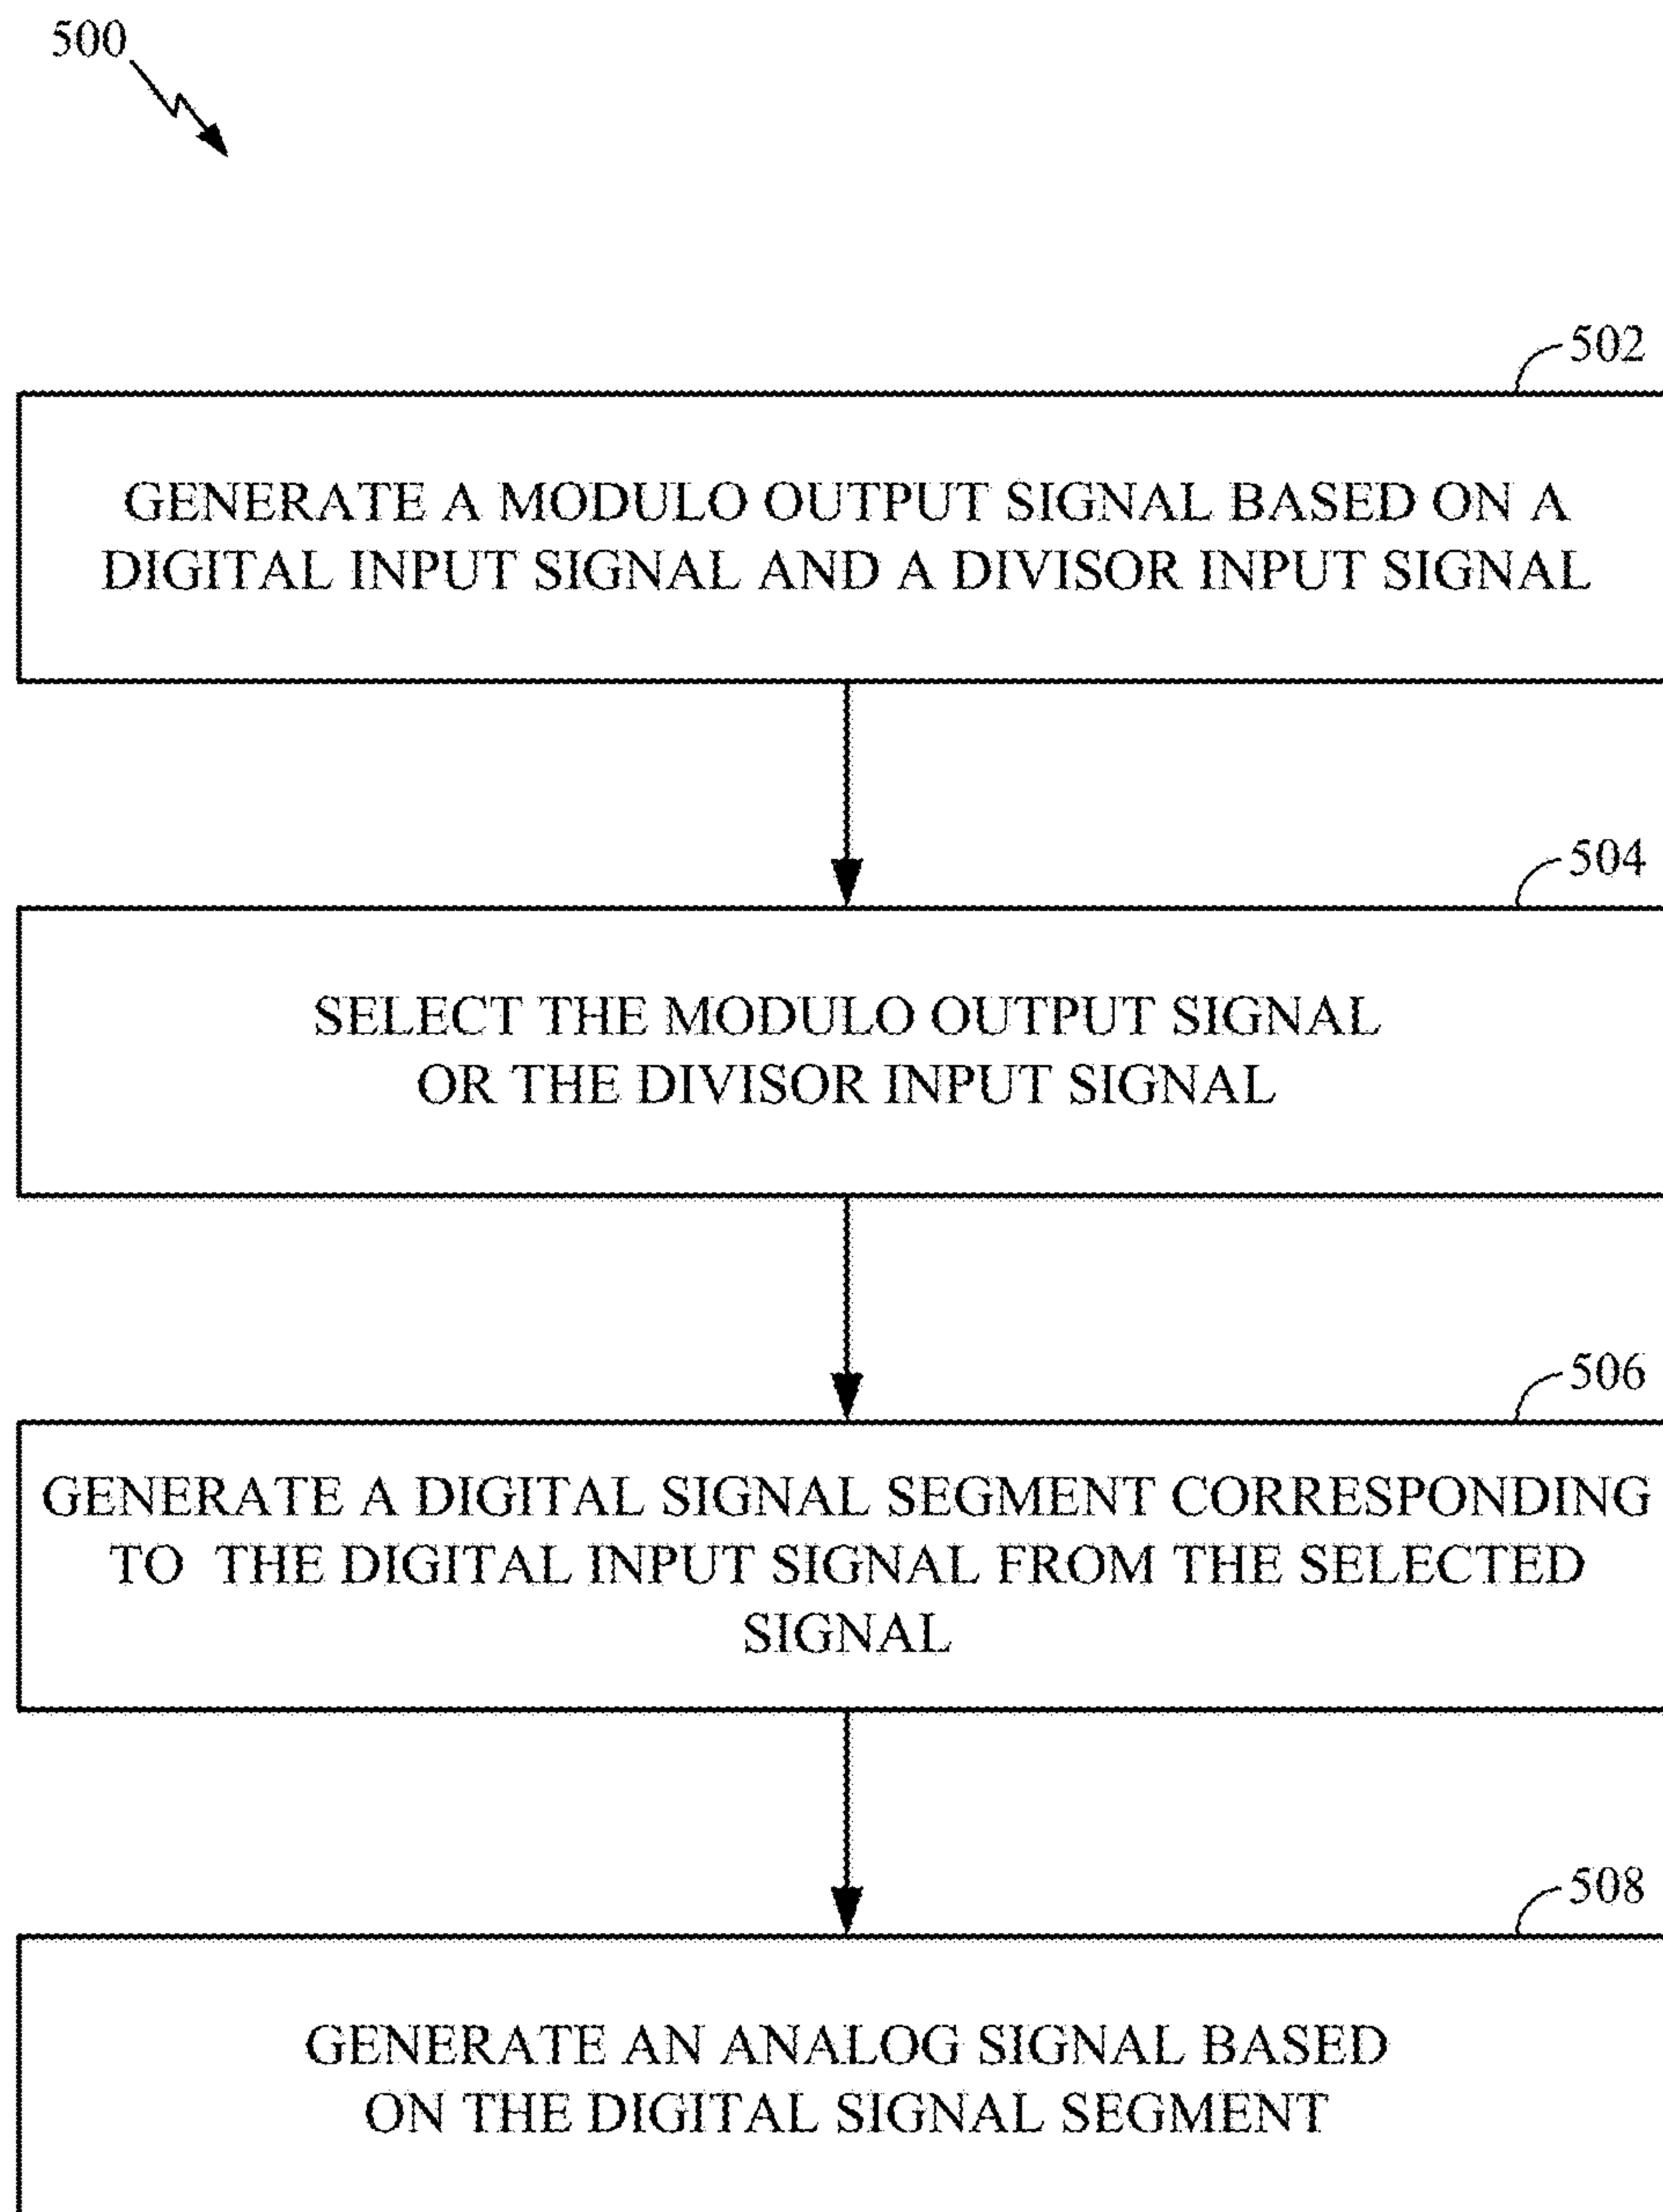 500
502
GENERATE A MODULO OUTPUT SIGNAL BASED ON A
DIGITAL INPUT SIGNAL AND A DIVISOR INPUT SIGNAL
504
SELECT THE MODULO OUTPUT SIGNAL
OR THE DIVISOR INPUT SIGNAL
506
GENERATE A DIGITAL SIGNAL SEGMENT CORRESPONDING
TO THE DIGITAL INPUT SIGNAL FROM THE SELECTED
SIGNAL
508
GENERATE AN ANALOG SIGNAL BASED
ON THE DIGITAL SIGNAL SEGMENT